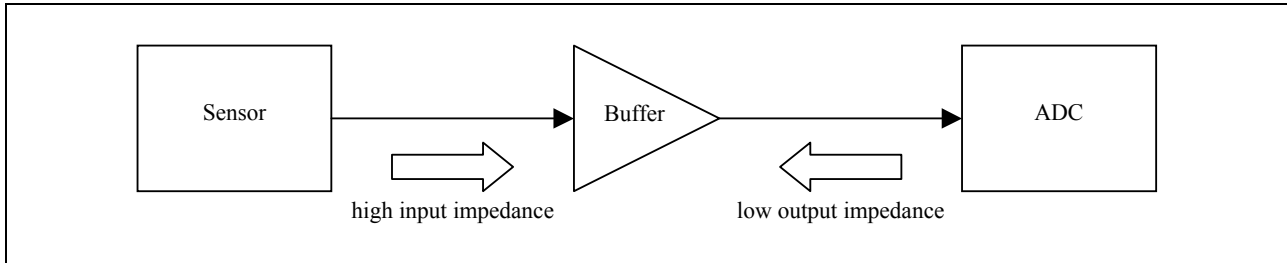 Sensor
Buffer
ADC
high input impedance
low output impedance